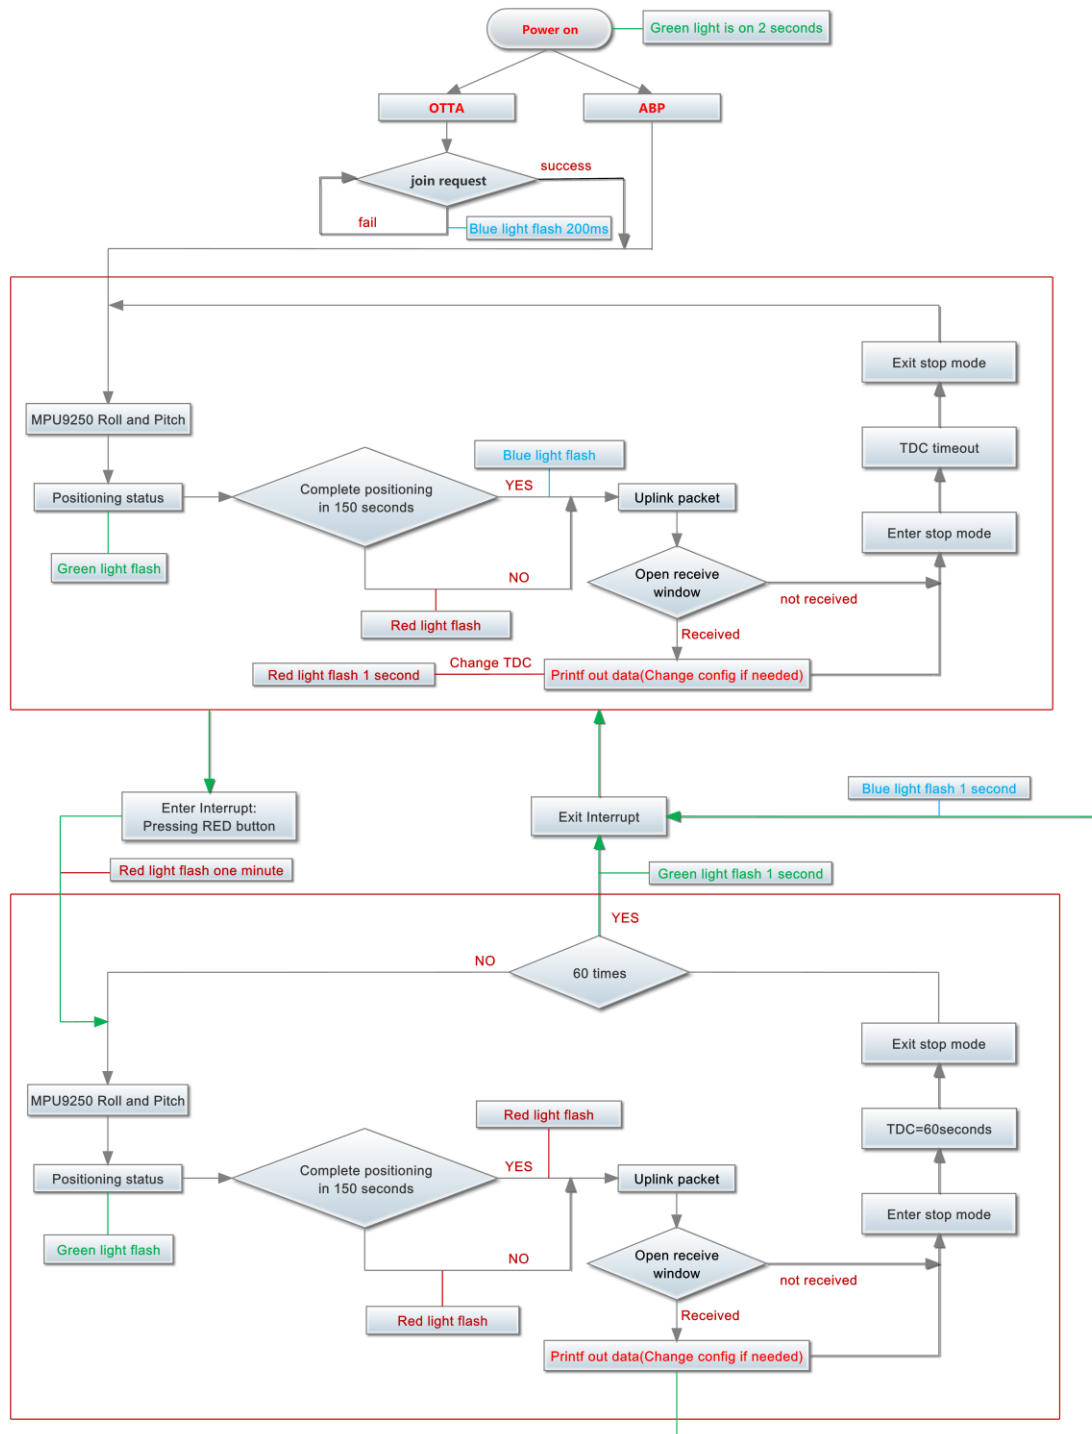 Power on
Green light is on 2 seconds
OTTA
ABP
join request
success
fail
Blue light flash 200ms
Exit stop mode
MPU9250 Roll and Pitch
TDC timeout
Blue light flash
Complete positioning
in 150 seconds
YES
Positioning status
Uplink packet
Enter stop mode
Green light flash
NO
Open receive
window
not received
Red light flash
Received
Change TDC
Red light flash 1 second
Printf out data(Change config if needed)
Enter Interrupt:
Pressing RED button
Exit Interrupt
Blue light flash 1 second
Red light flash one minute
Green light flash 1 second
YES
NO
60 times
Exit stop mode
MPU9250 Roll and Pitch
Red light flash
TDC=60seconds
Complete positioning
in 150 seconds
YES
Positioning status
Uplink packet
Enter stop mode
Green light flash
NO
Open receive
window
not received
Red light flash
Received
Printf out data(Change config if needed)